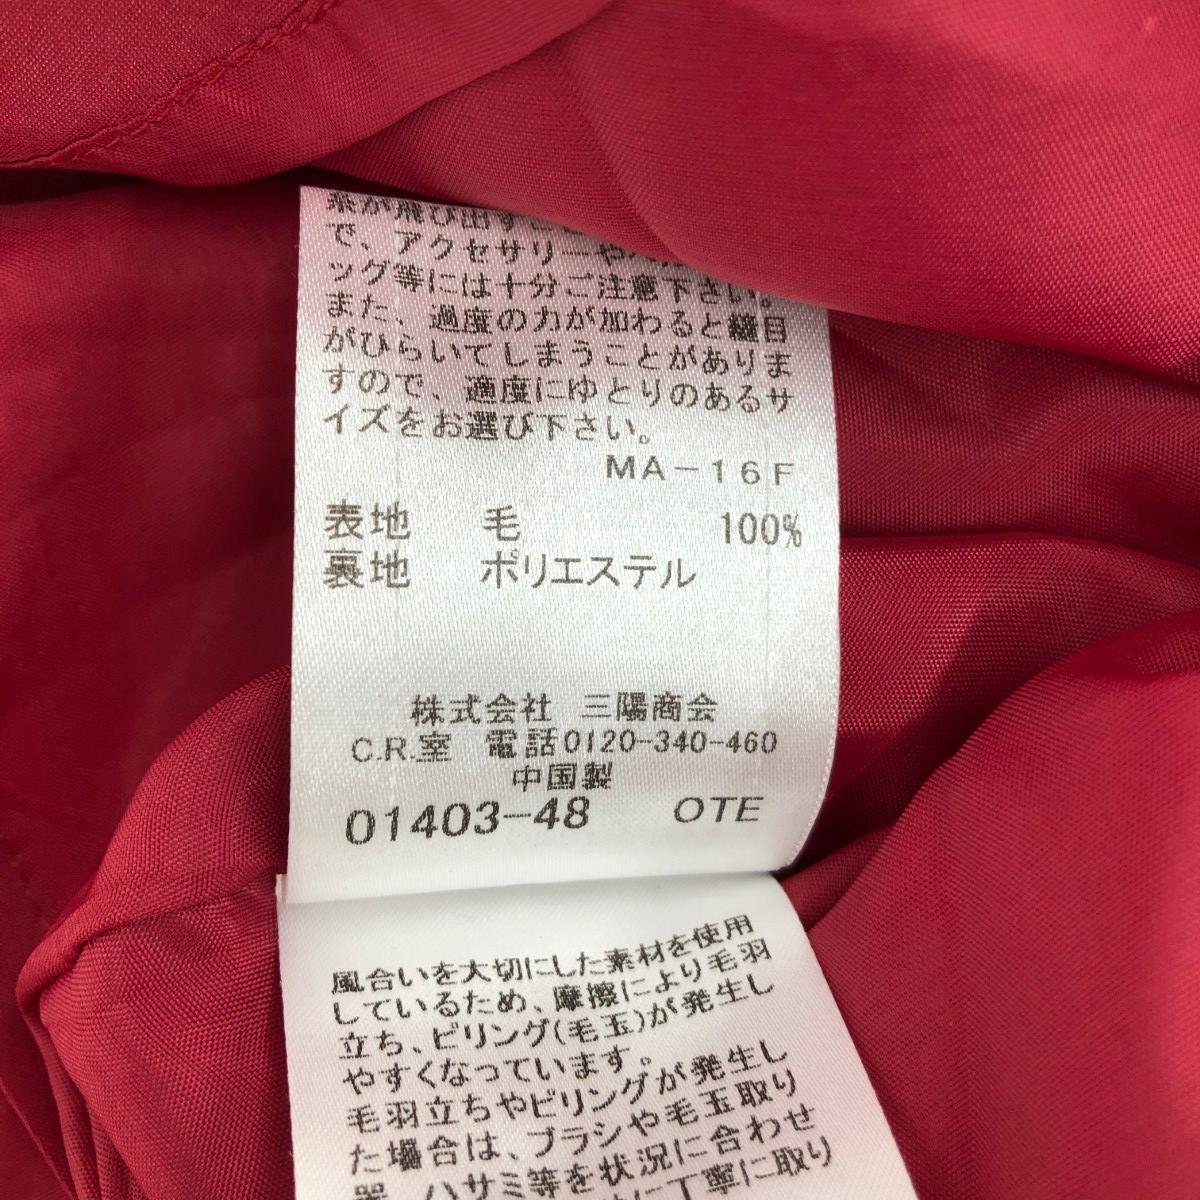 糸が飛び出すこ
で、アクセサリーや
ッグ等には十分ご注意下さい。
また、過度の力が加わると縫目
がひらいてしまうことがありま
すので、適度にゆとりのあるサ
イズをお選び下さい。
MA-16F
表地 毛 100%
裏地 ポリエステル
株式会社 三陽商会
C.R.室 電話0120-340-460
中国製
01403-48 OTE
風合いを大切にした素材を使用
しているため、摩擦により毛羽
立ち、ピリング(毛玉)が発生し
やすくなっています。
毛羽立ちやピリングが発生し
た場合は、ブラシや毛玉取り
器、ハサミ等を状況に合わせ
に丁寧に取り